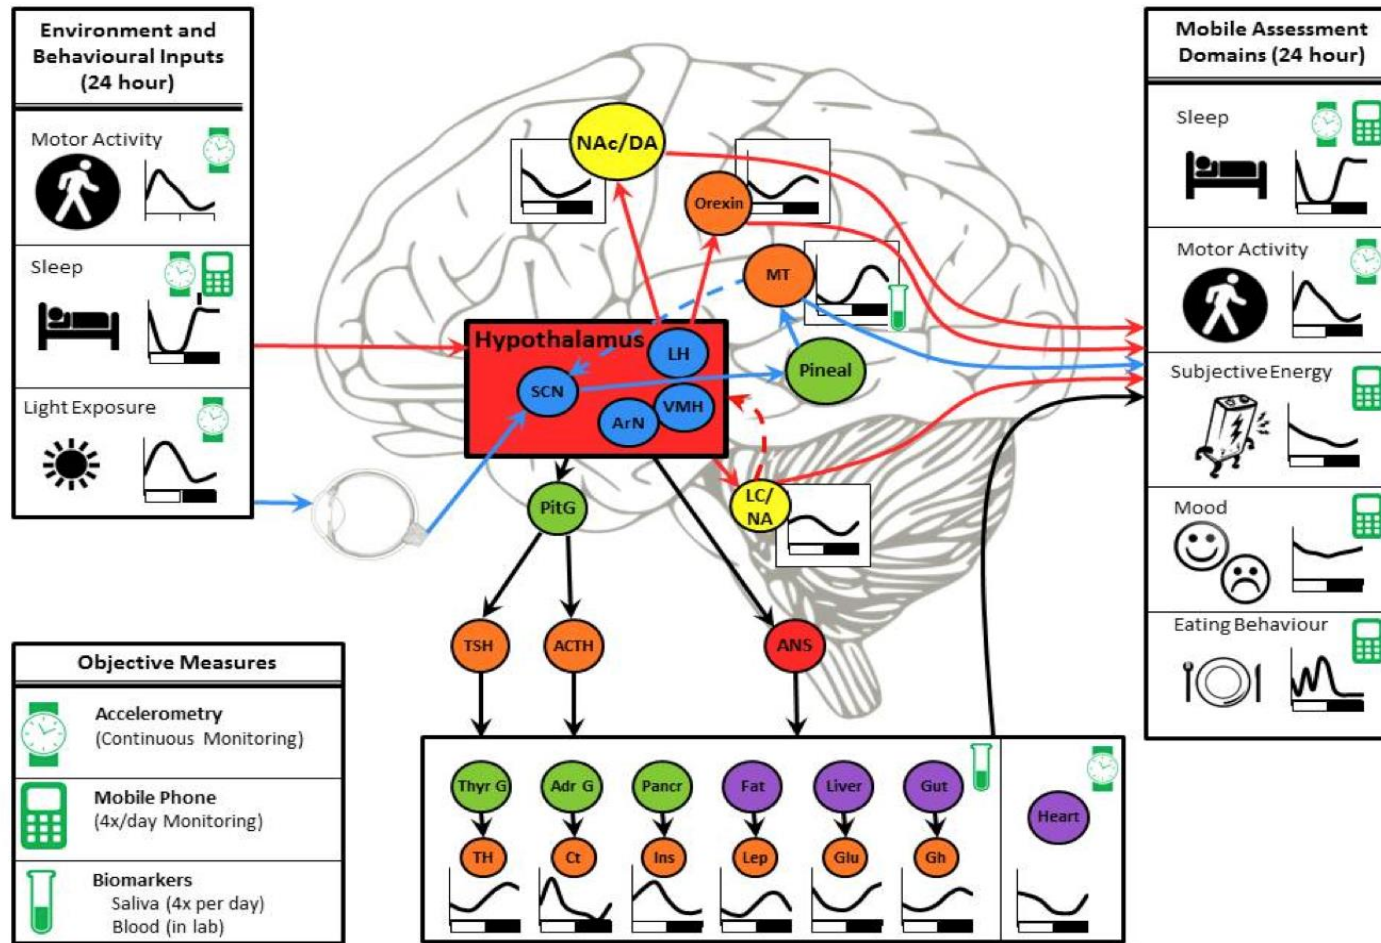 Environment and
Behavioural Inputs
(24 hour)
Motor Activity
Sleep
Light Exposure
Objective Measures
Accelerometry
(Continuous Monitoring)
Mobile Phone
(4x/day Monitoring)
Biomarkers
Saliva (4x per day)
Blood (in lab)
NAc/DA
Orexin
MT
Hypothalamus
LH
SCN
VMH
ArN
Pineal
LC/
NA
PitG
TSH
ACTH
ANS
Thyr G
Adr G
Pancr
Fat
Liver
Gut
Heart
TH
Ct
Ins
Lep
Glu
Gh
Mobile Assessment
Domains (24 hour)
Sleep
Motor Activity
Subjective Energy
Mood
Eating Behaviour